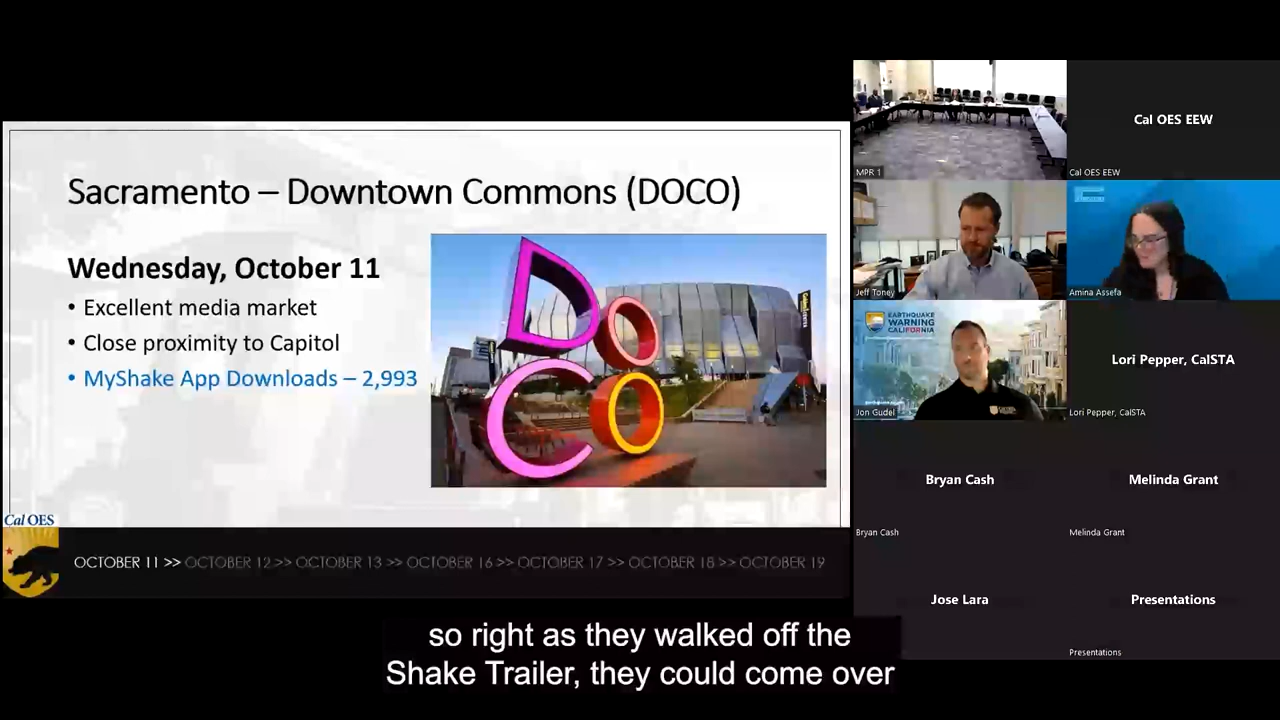 Sacramento – Downtown Commons (DOCO)
Wednesday, October 11
• Excellent media market
• Close proximity to Capitol
• MyShake App Downloads – 2,993
DO
CO
Cal OES
OCTOBER 11 >> OCTOBER 12 >> OCTOBER 13 >> OCTOBER 16 >> OCTOBER 17 >> OCTOBER 18 >> OCTOBER 19
MPR 1
Cal OES EEW
Cal OES EEW
Jeff Toney
Amina Assefa
EARTHQUAKE
WARNING
CALIFORNIA
Jon Gudel
Lori Pepper, CalSTA
Lori Pepper, CalSTA
Bryan Cash
Bryan Cash
Melinda Grant
Melinda Grant
Jose Lara
Presentations
Presentations
so right as they walked off the
Shake Trailer, they could come over